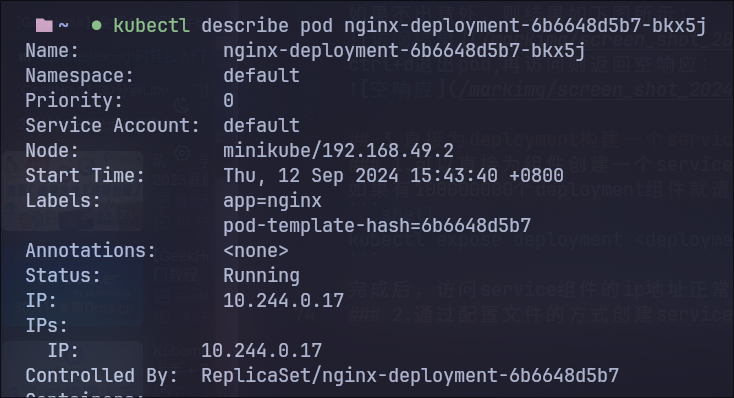 ~ ● kubectl describe pod nginx-deployment-6b6648d5b7-bkx5j
Name: nginx-deployment-6b6648d5b7-bkx5j
Namespace: default
Priority: 0
Service Account: default
Node: minikube/192.168.49.2
Start Time: Thu, 12 Sep 2024 15:43:40 +0800
Labels: app=nginx
pod-template-hash=6b6648d5b7
Annotations: <none>
Status: Running
IP: 10.244.0.17
IPs:
IP: 10.244.0.17
Controlled By: ReplicaSet/nginx-deployment-6b6648d5b7